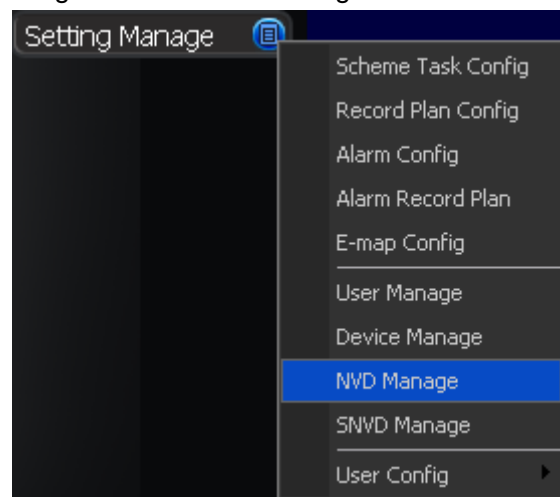 Setting Manage
Scheme Task Config
Record Plan Config
Alarm Config
Alarm Record Plan
E-map Config
User Manage
Device Manage
NVD Manage
SNVD Manage
User Config